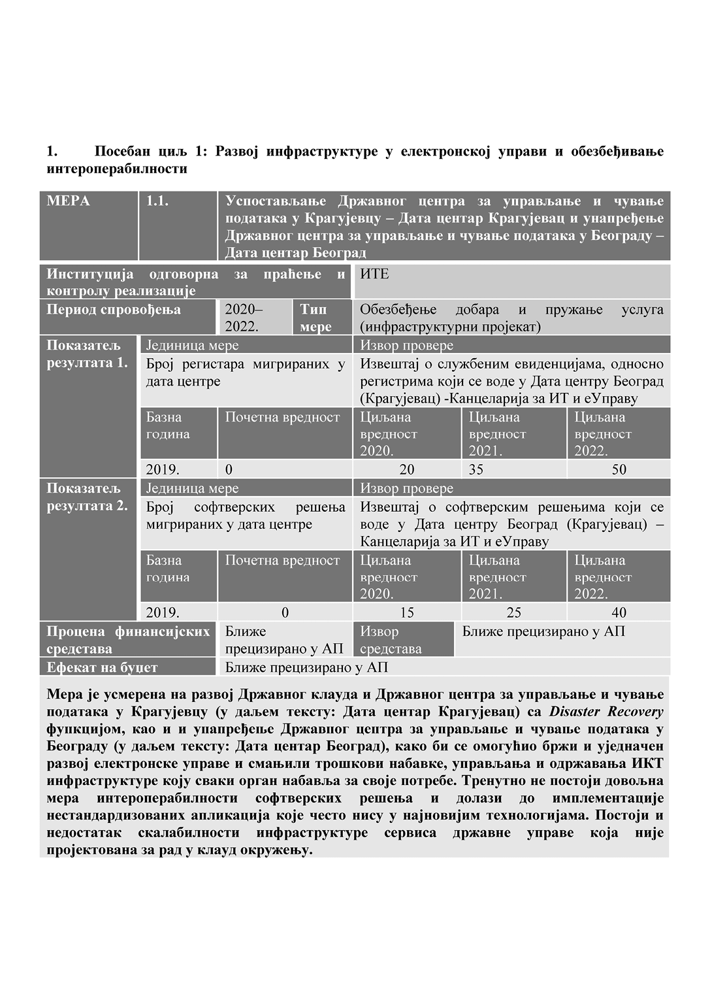 1. Посебан циљ 1: Развој инфраструктуре у електронској управи и обезбеђивање
интероперабилности
МЕРА 1.1. Успостављање Државног центра за управљање и чување
података у Крагујевцу – Дата центар Крагујевац и унапређење
Државног центра за управљање и чување података у Београду –
Дата центар Београд
Институција одговорна за праћење и
контролу реализације
ИТЕ
Период спровођења
2020–
2022.
Тип
мере
Обезбеђење добара и пружање услуга
(инфраструктурни пројекат)
Показатељ
резултата 1.
Јединица мере
Извор провере
Број регистара мигрираних у
дата центре
Извештај о службеним евиденцијама, односно
регистрима који се воде у Дата центру Београд
(Крагујевац) -Канцеларија за ИТ и еУправу
Базна
година
Почетна вредност
Циљана
вредност
2020.
Циљана
вредност
2021.
Циљана
вредност
2022.
2019. 0 20 35 50
Показатељ
резултата 2.
Јединица мере
Извор провере
Број софтверских решења
мигрираних у дата центре
Извештај о софтверским решењима који се
воде у Дата центру Београд (Крагујевац) –
Канцеларија за ИТ и еУправу
Базна
година
Почетна вредност
Циљана
вредност
2020.
Циљана
вредност
2021.
Циљана
вредност
2022.
2019. 0 15 25 40
Процена финансијских
средстава
Ближе
прецизирано у АП
Извор
средстава
Ближе прецизирано у АП
Ефекат на буџет
Ближе прецизирано у АП
Мера је усмерена на развој Државног клауда и Државног центра за управљање и чување
података у Крагујевцу (у даљем тексту: Дата центар Крагујевац) са Disaster Recovery
функцијом, као и и унапређење Државног центра за управљање и чување података у
Београду (у даљем тексту: Дата центар Београд), како би се омогућио бржи и уједначен
развој електронске управе и смањили трошкови набавке, управљања и одржавања ИКТ
инфраструктуре коју сваки орган набавља за своје потребе. Тренутно не постоји довољна
мера интероперабилности софтверских решења и долази до имплементације
нестандардизованих апликација које често нису у најновијим технологијама. Постоји и
недостатак скалабилности инфраструктуре сервиса државне управе која није
пројектована за рад у клауд окружењу.